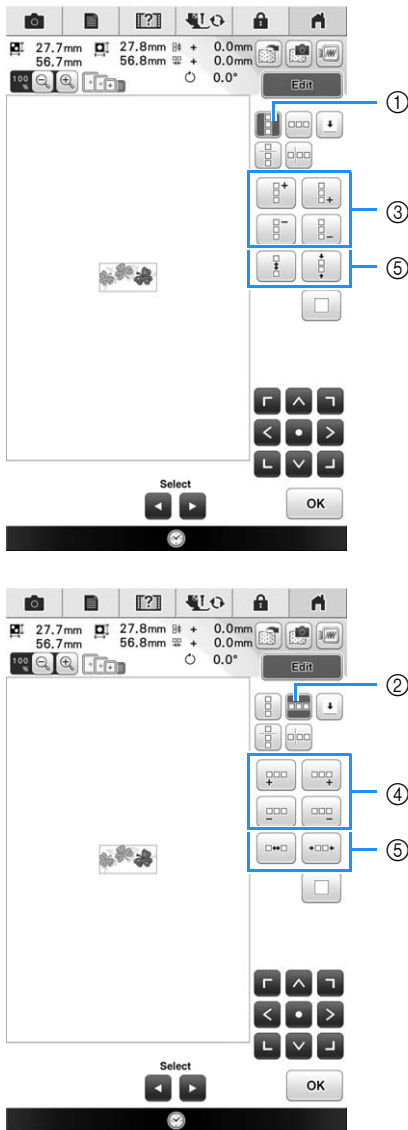 27.7mm 27.8mm + 0.0mm
56.7mm 56.8mm + 0.0mm
100 % 0.0°
Edit
①
③
⑤
Select
OK
27.7mm 27.8mm + 0.0mm
56.7mm 56.8mm + 0.0mm
100 % 0.0°
Edit
②
④
⑤
Select
OK